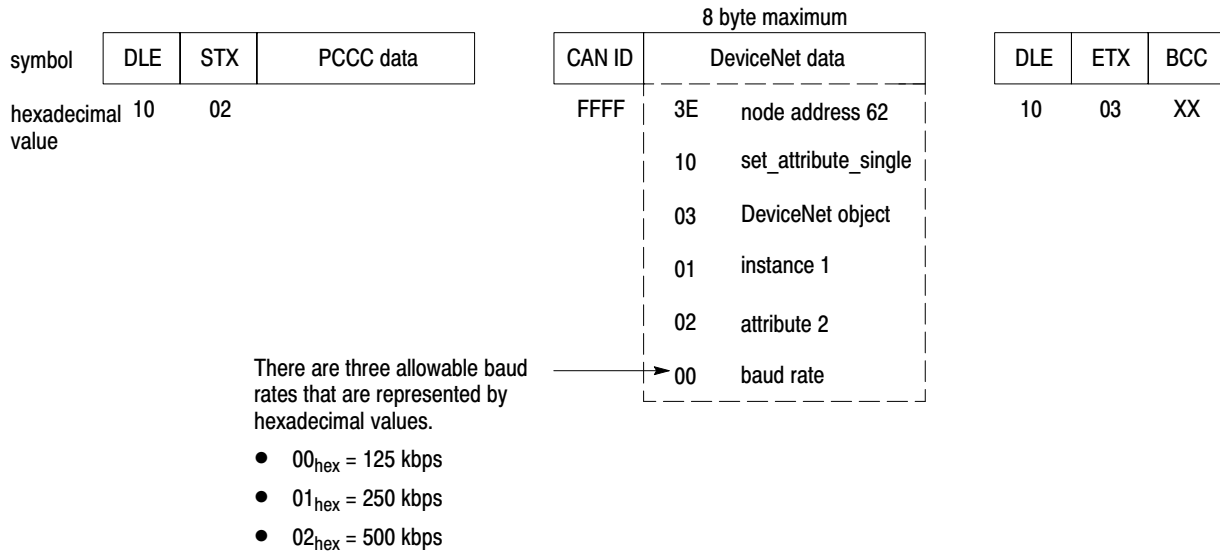 8 byte maximum
symbol DLE STX PCCC data CAN ID DeviceNet data DLE ETX BCC
hexadecimal value 10 02 FFFF 3E node address 62 10 03 XX
10 set_attribute_single
03 DeviceNet object
01 instance 1
02 attribute 2
00 baud rate
There are three allowable baud
rates that are represented by
hexadecimal values.
● 00hex = 125 kbps
● 01hex = 250 kbps
● 02hex = 500 kbps